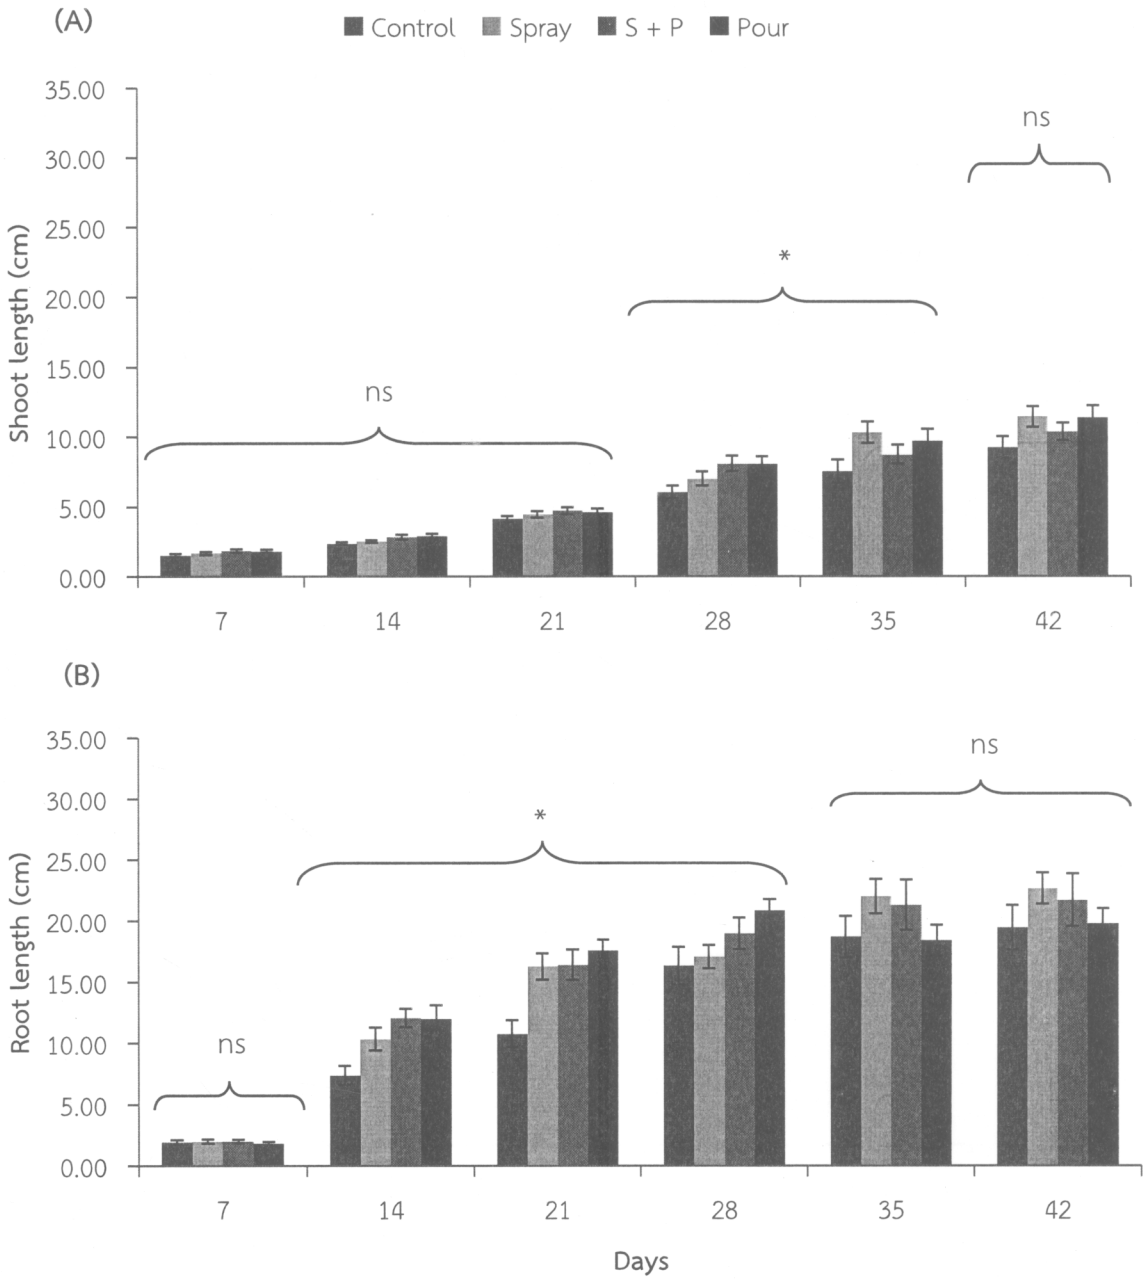 (A)
Control Spray S + P Pour
35.00
30.00
25.00
20.00
15.00
10.00
5.00
0.00
Shoot length (cm)
ns
*
ns
7 14 21 28 35 42
(B)
35.00
30.00
25.00
20.00
15.00
10.00
5.00
0.00
Root length (cm)
ns
*
ns
7 14 21 28 35 42
Days